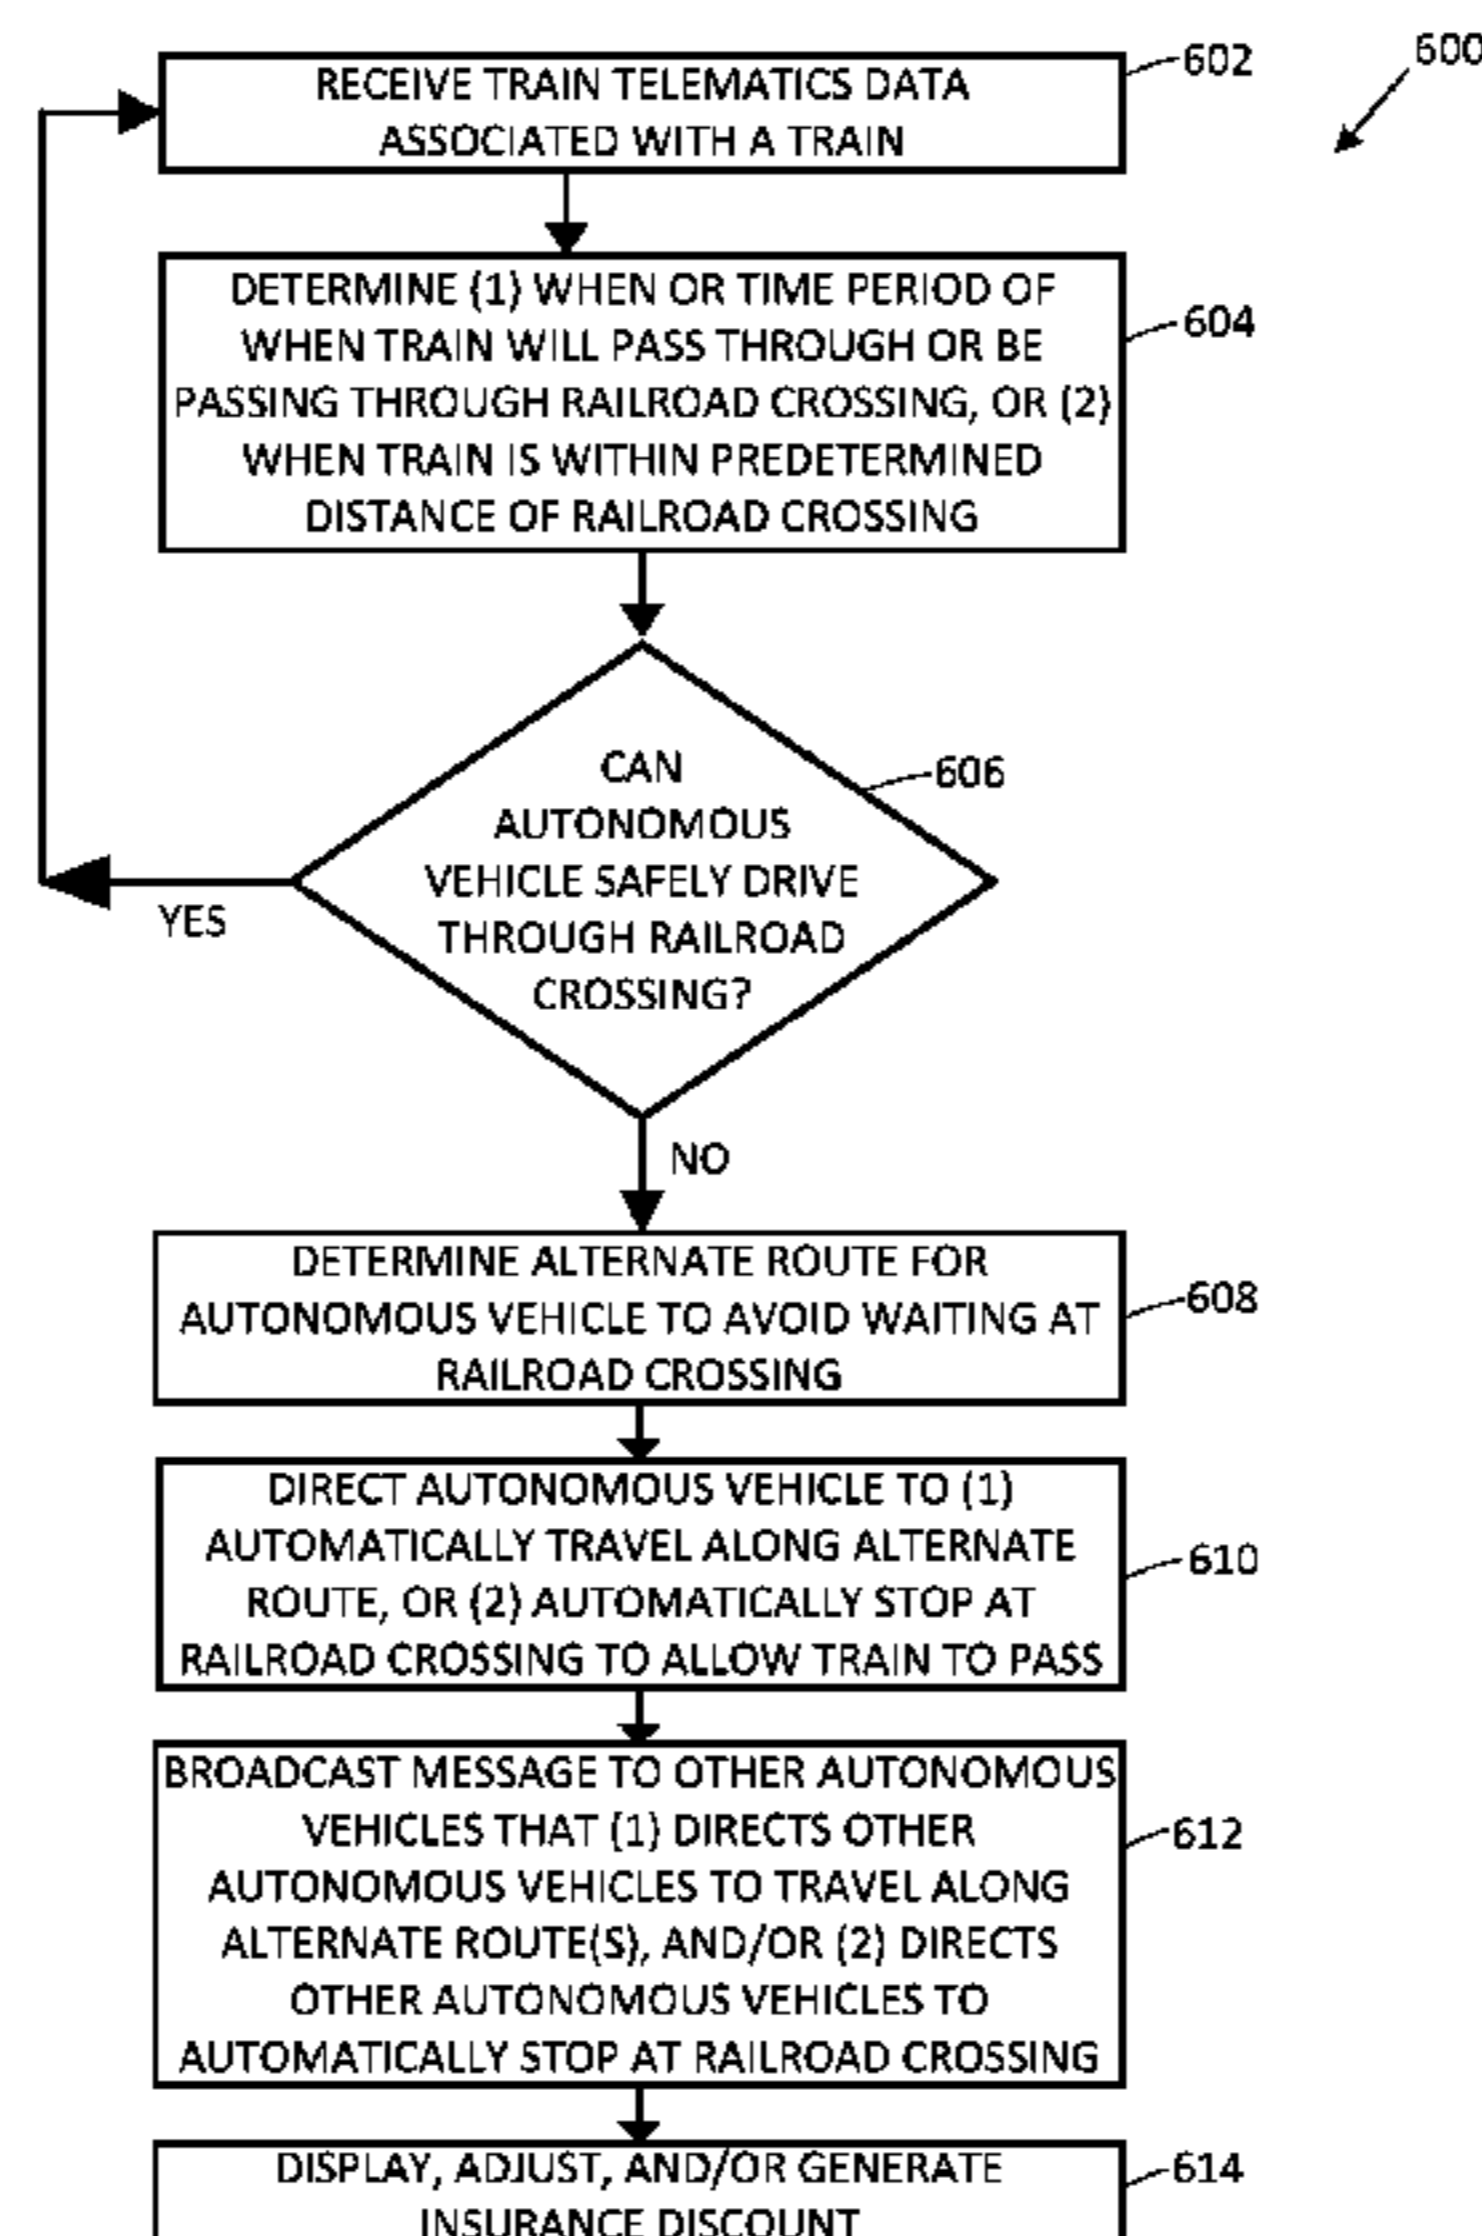 600
602
RECEIVE TRAIN TELEMATICS DATA
ASSOCIATED WITH A TRAIN
604
DETERMINE (1) WHEN OR TIME PERIOD OF
WHEN TRAIN WILL PASS THROUGH OR BE
PASSING THROUGH RAILROAD CROSSING, OR (2)
WHEN TRAIN IS WITHIN PREDETERMINED
DISTANCE OF RAILROAD CROSSING
606
CAN
AUTONOMOUS
VEHICLE SAFELY DRIVE
THROUGH RAILROAD
CROSSING?
YES
NO
608
DETERMINE ALTERNATE ROUTE FOR
AUTONOMOUS VEHICLE TO AVOID WAITING AT
RAILROAD CROSSING
610
DIRECT AUTONOMOUS VEHICLE TO (1)
AUTOMATICALLY TRAVEL ALONG ALTERNATE
ROUTE, OR (2) AUTOMATICALLY STOP AT
RAILROAD CROSSING TO ALLOW TRAIN TO PASS
612
BROADCAST MESSAGE TO OTHER AUTONOMOUS
VEHICLES THAT (1) DIRECTS OTHER
AUTONOMOUS VEHICLES TO TRAVEL ALONG
ALTERNATE ROUTE(S), AND/OR (2) DIRECTS
OTHER AUTONOMOUS VEHICLES TO
AUTOMATICALLY STOP AT RAILROAD CROSSING
614
DISPLAY, ADJUST, AND/OR GENERATE
INSURANCE DISCOUNT